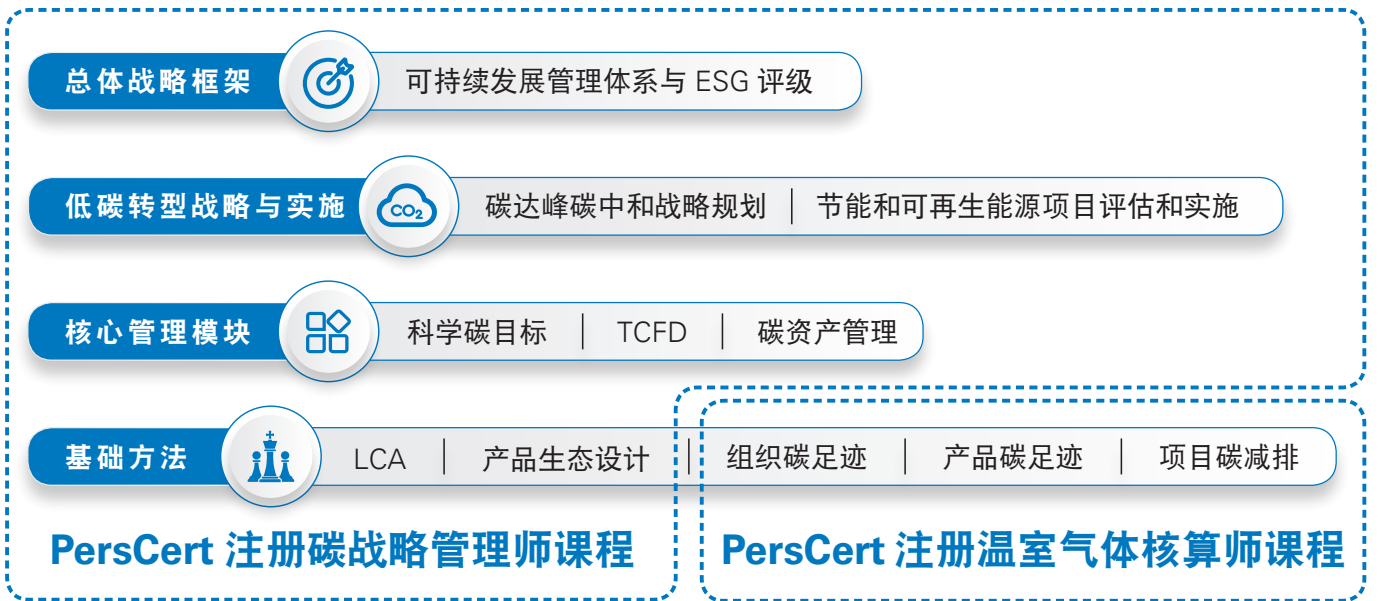 总体战略框架 可持续发展管理体系与 ESG 评级
低碳转型战略与实施 CO₂ 碳达峰碳中和战略规划 | 节能和可再生能源项目评估和实施
核心管理模块 科学碳目标 | TCFD | 碳资产管理
基础方法 LCA | 产品生态设计 | 组织碳足迹 | 产品碳足迹 | 项目碳减排
PersCert 注册碳战略管理师课程 PersCert 注册温室气体核算师课程